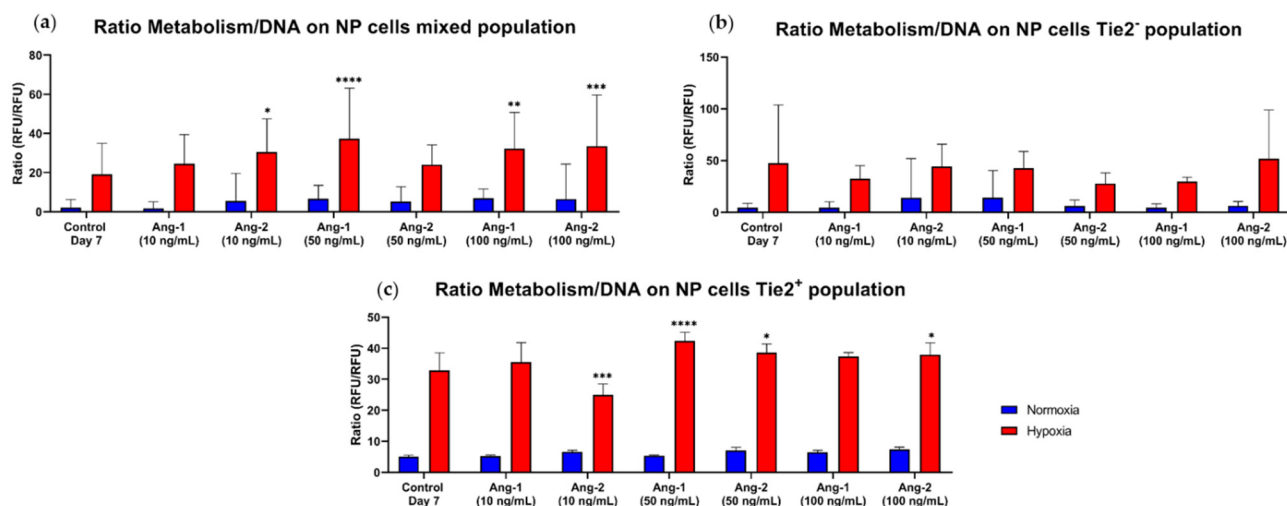 (a)
Ratio Metabolism/DNA on NP cells mixed population
Ratio (RFU/RFU)
80
60
40
20
0
*
****
**
***
Control Day 7
Ang-1 (10 ng/mL)
Ang-2 (10 ng/mL)
Ang-1 (50 ng/mL)
Ang-2 (50 ng/mL)
Ang-1 (100 ng/mL)
Ang-2 (100 ng/mL)
(b)
Ratio Metabolism/DNA on NP cells Tie2⁻ population
Ratio (RFU/RFU)
150
100
50
0
Control Day 7
Ang-1 (10 ng/mL)
Ang-2 (10 ng/mL)
Ang-1 (50 ng/mL)
Ang-2 (50 ng/mL)
Ang-1 (100 ng/mL)
Ang-2 (100 ng/mL)
(c)
Ratio Metabolism/DNA on NP cells Tie2⁺ population
Ratio (RFU/RFU)
50
40
30
20
10
0
***
****
*
*
Control Day 7
Ang-1 (10 ng/mL)
Ang-2 (10 ng/mL)
Ang-1 (50 ng/mL)
Ang-2 (50 ng/mL)
Ang-1 (100 ng/mL)
Ang-2 (100 ng/mL)
Normoxia
Hypoxia